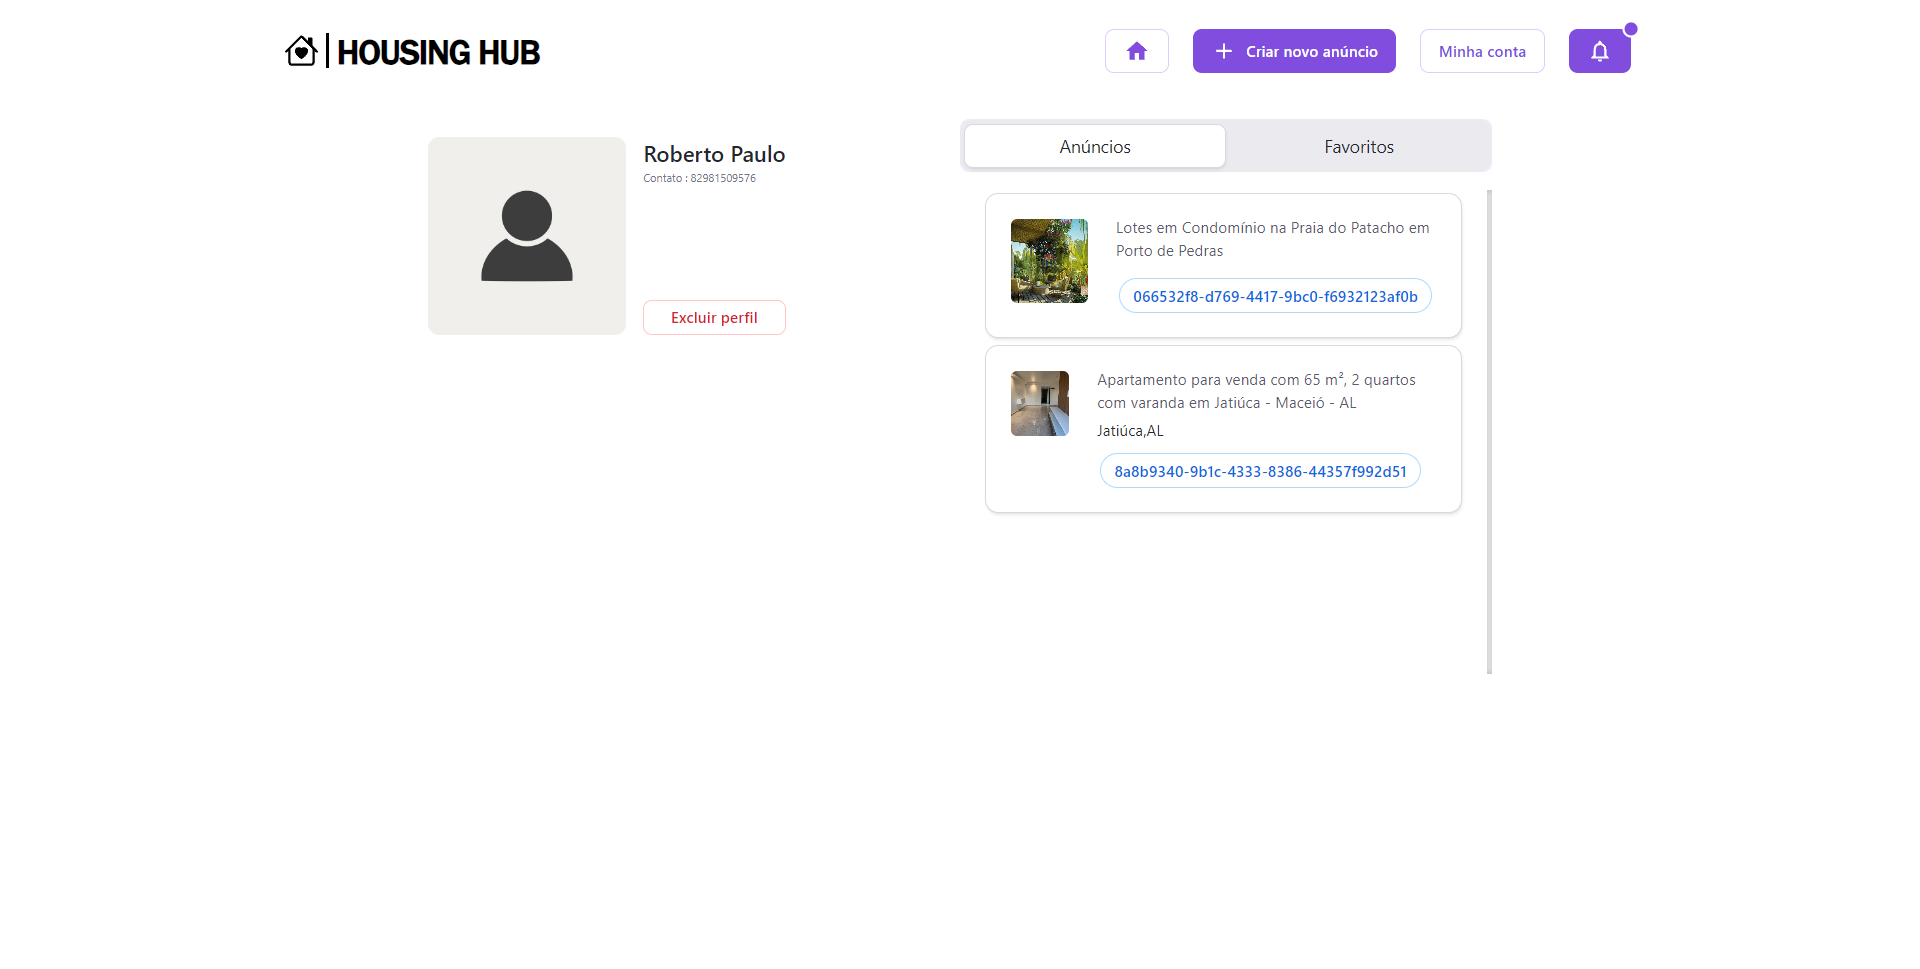 HOUSING HUB
Criar novo anúncio
Minha conta
Roberto Paulo
Contato : 82981509576
Excluir perfil
Anúncios
Favoritos
Lotes em Condomínio na Praia do Patacho em
Porto de Pedras
066532f8-d769-4417-9bc0-f6932123af0b
Apartamento para venda com 65 m², 2 quartos
com varanda em Jatiúca - Maceió - AL
Jatiúca,AL
8a8b9340-9b1c-4333-8386-44357f992d51